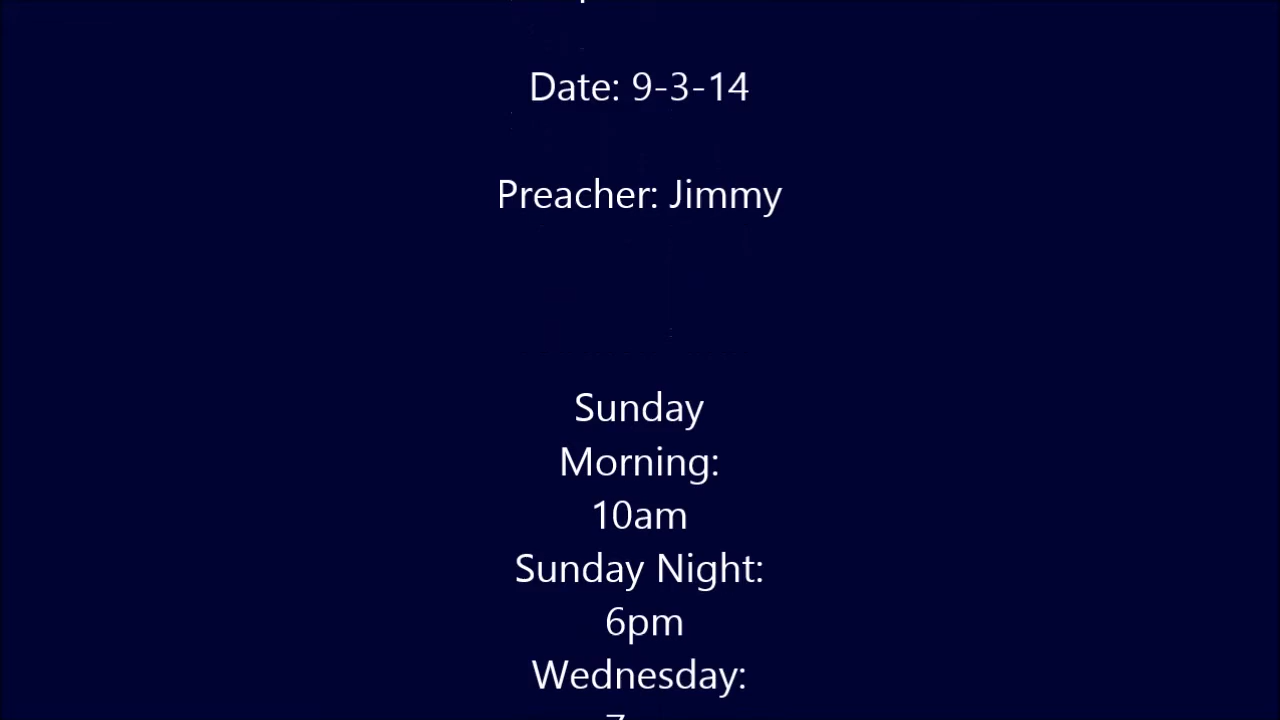 Date: 9-3-14
Preacher: Jimmy
Sunday
Morning:
10am
Sunday Night:
6pm
Wednesday: